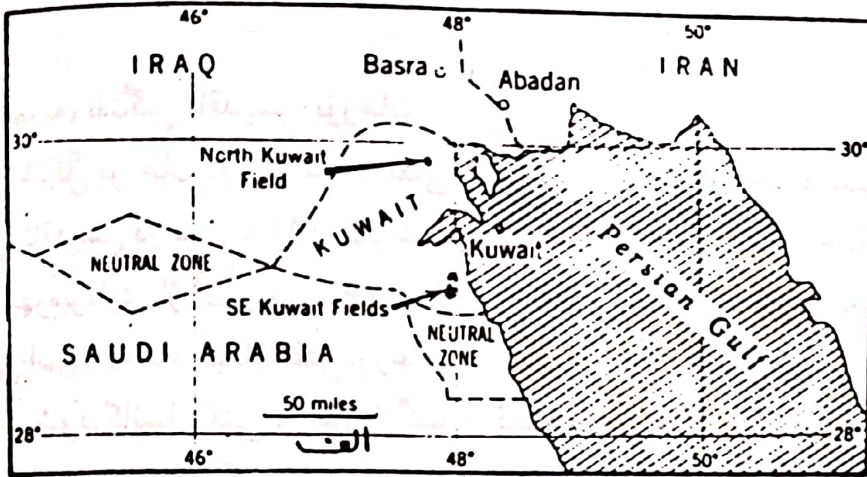 46° 48° 50°
IRAQ Basra Abadan IRAN
30° 30°
North Kuwait
Field
KUWAIT
Kuwait
Persian Gulf
NEUTRAL ZONE
SE Kuwait Fields
NEUTRAL
ZONE
SAUDI ARABIA
50 miles
28° 28°
الف
46° 48° 50°